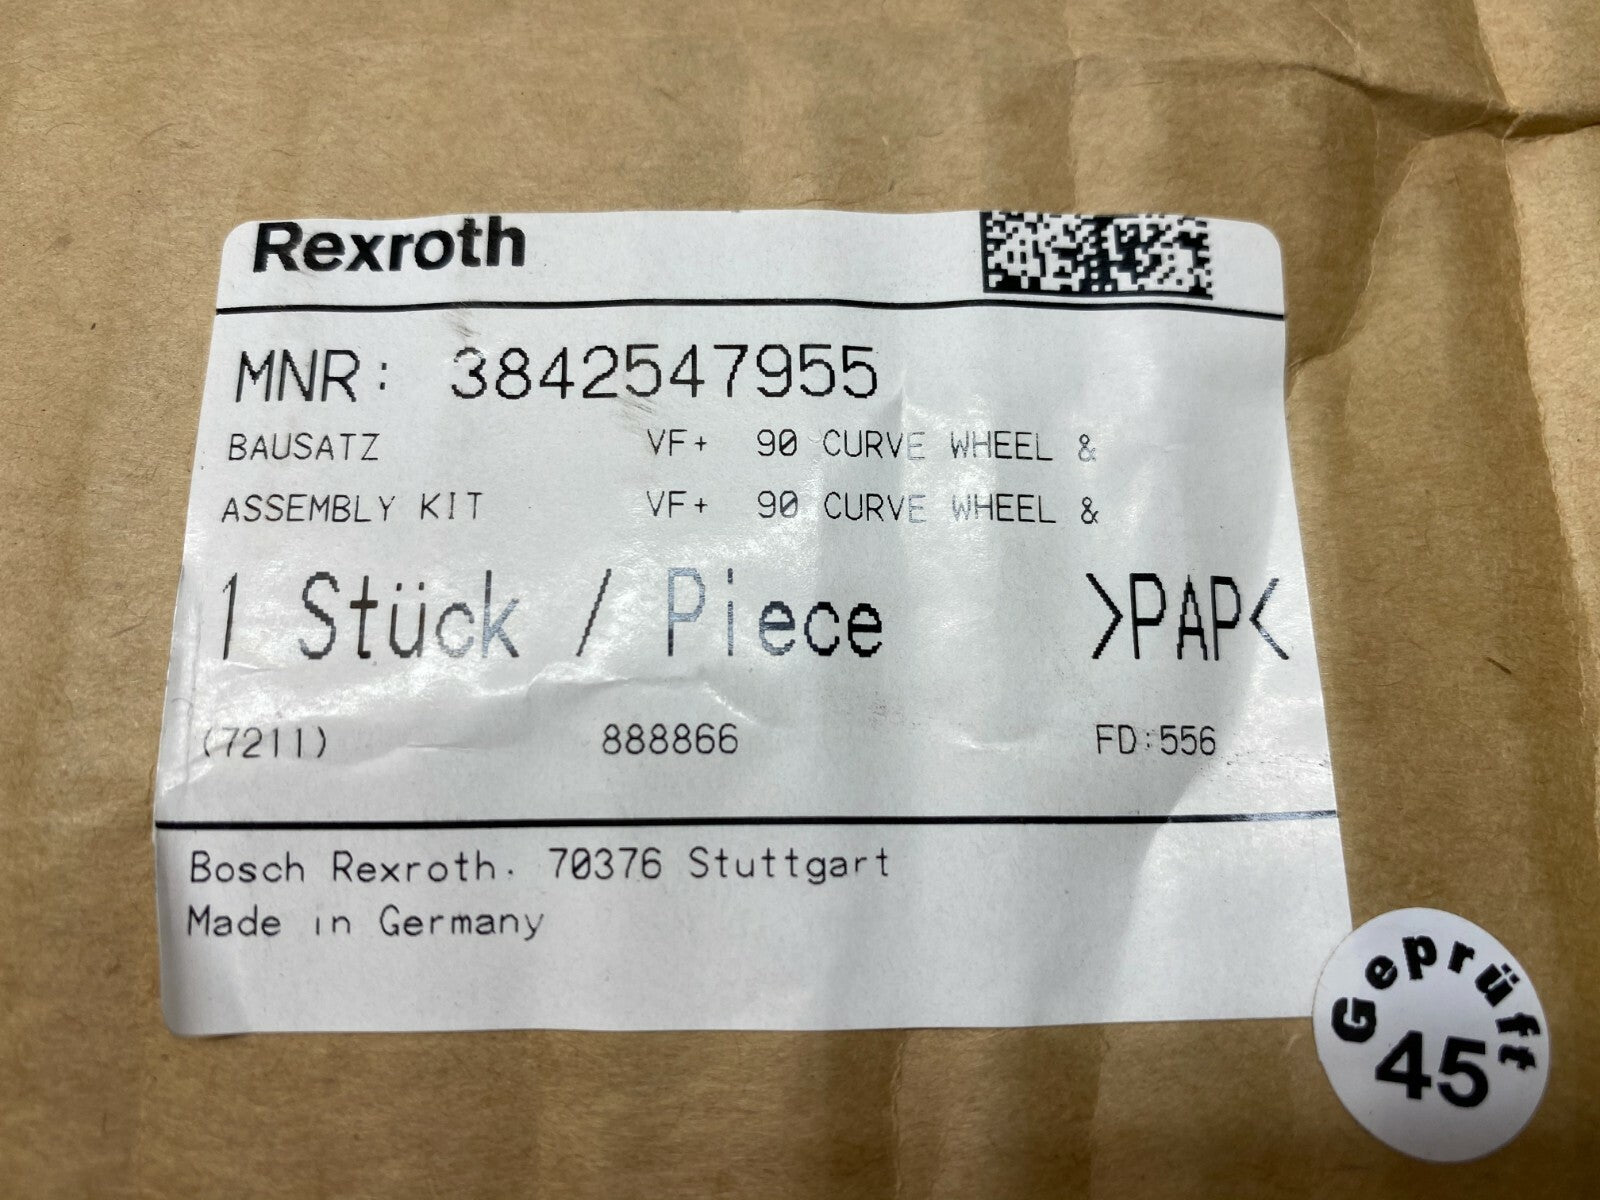 Rexroth
MNR: 3842547955
BAUSATZ VF+ 90 CURVE WHEEL &
ASSEMBLY KIT VF+ 90 CURVE WHEEL &
1 Stück / Piece >PAP<
(7211) 888866 FD:556
Bosch Rexroth. 70376 Stuttgart
Made in Germany
Geprüft
45